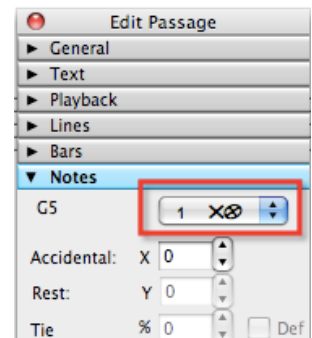 Edit Passage
General
Text
Playback
Lines
Bars
Notes
G5 1
Accidental: X 0
Rest: Y 0
Tie % 0 Def